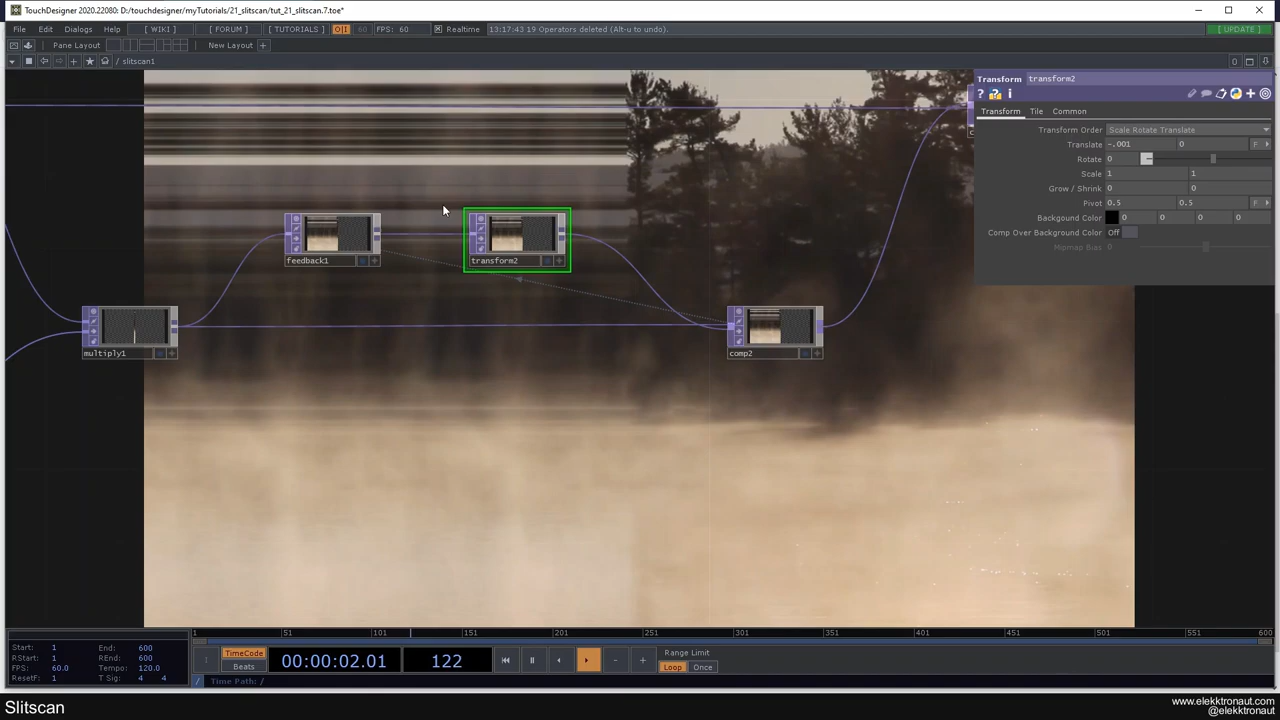 TouchDesigner 2020.22080: D:/touchdesigner/myTutorials/21_slitscan/tut_21_slitscan.7.toe*
File Edit Dialogs Help [ WIKI ] [ FORUM ] [ TUTORIALS ] O|I 60 FPS: 60 Realtime 13:17:43 19 Operators deleted (Alt-u to undo). [ UPDATE ]
Pane Layout New Layout +
/ slitscan1 0
Transform transform2
? i
Transform Tile Common
Transform Order Scale Rotate Translate
Translate -.001 0 F
Rotate 0
Scale 1 1
Grow / Shrink 0 0
Pivot 0.5 0.5 F
Background Color 0 0 0 0
Comp Over Background Color Off
Mipmap Bias 0
feedback1
transform2
multiply1
comp2
1 51 101 151 201 251 301 351 401 451 501 551 600
Start: 1 End: 600
RStart: 1 REnd: 600
FPS: 60.0 Tempo: 120.0
ResetF: 1 T Sig: 4 4
TimeCode
Beats
00:00:02.01
122
Range Limit
Loop Once
/ Time Path: /
Slitscan
www.elekktronaut.com
@elekktronaut